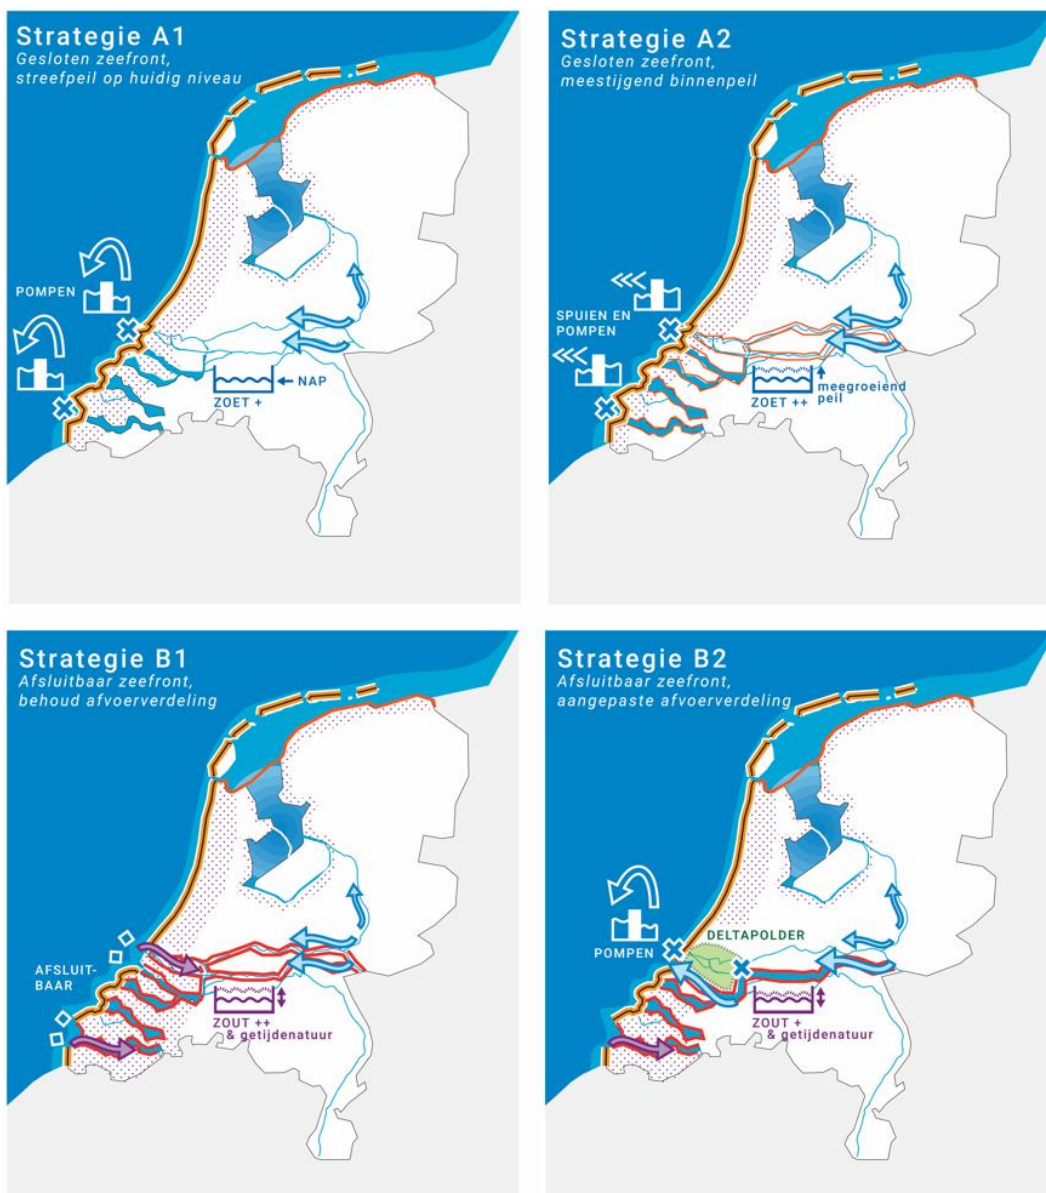 Strategie A1
Gesloten zeefront,
streefpeil op huidig niveau
POMPEN
NAP
ZOET +
Strategie A2
Gesloten zeefront,
meestijgend binnenpeil
SPUIEN EN
POMPEN
meegroeiend
peil
ZOET ++
Strategie B1
Afsluitbaar zeefront,
behoud afvoerverdeling
AFSLUIT-
BAAR
ZOUT ++
& getijdenatuur
Strategie B2
Afsluitbaar zeefront,
aangepaste afvoerverdeling
DELTAPOLDER
POMPEN
ZOUT +
& getijdenatuur